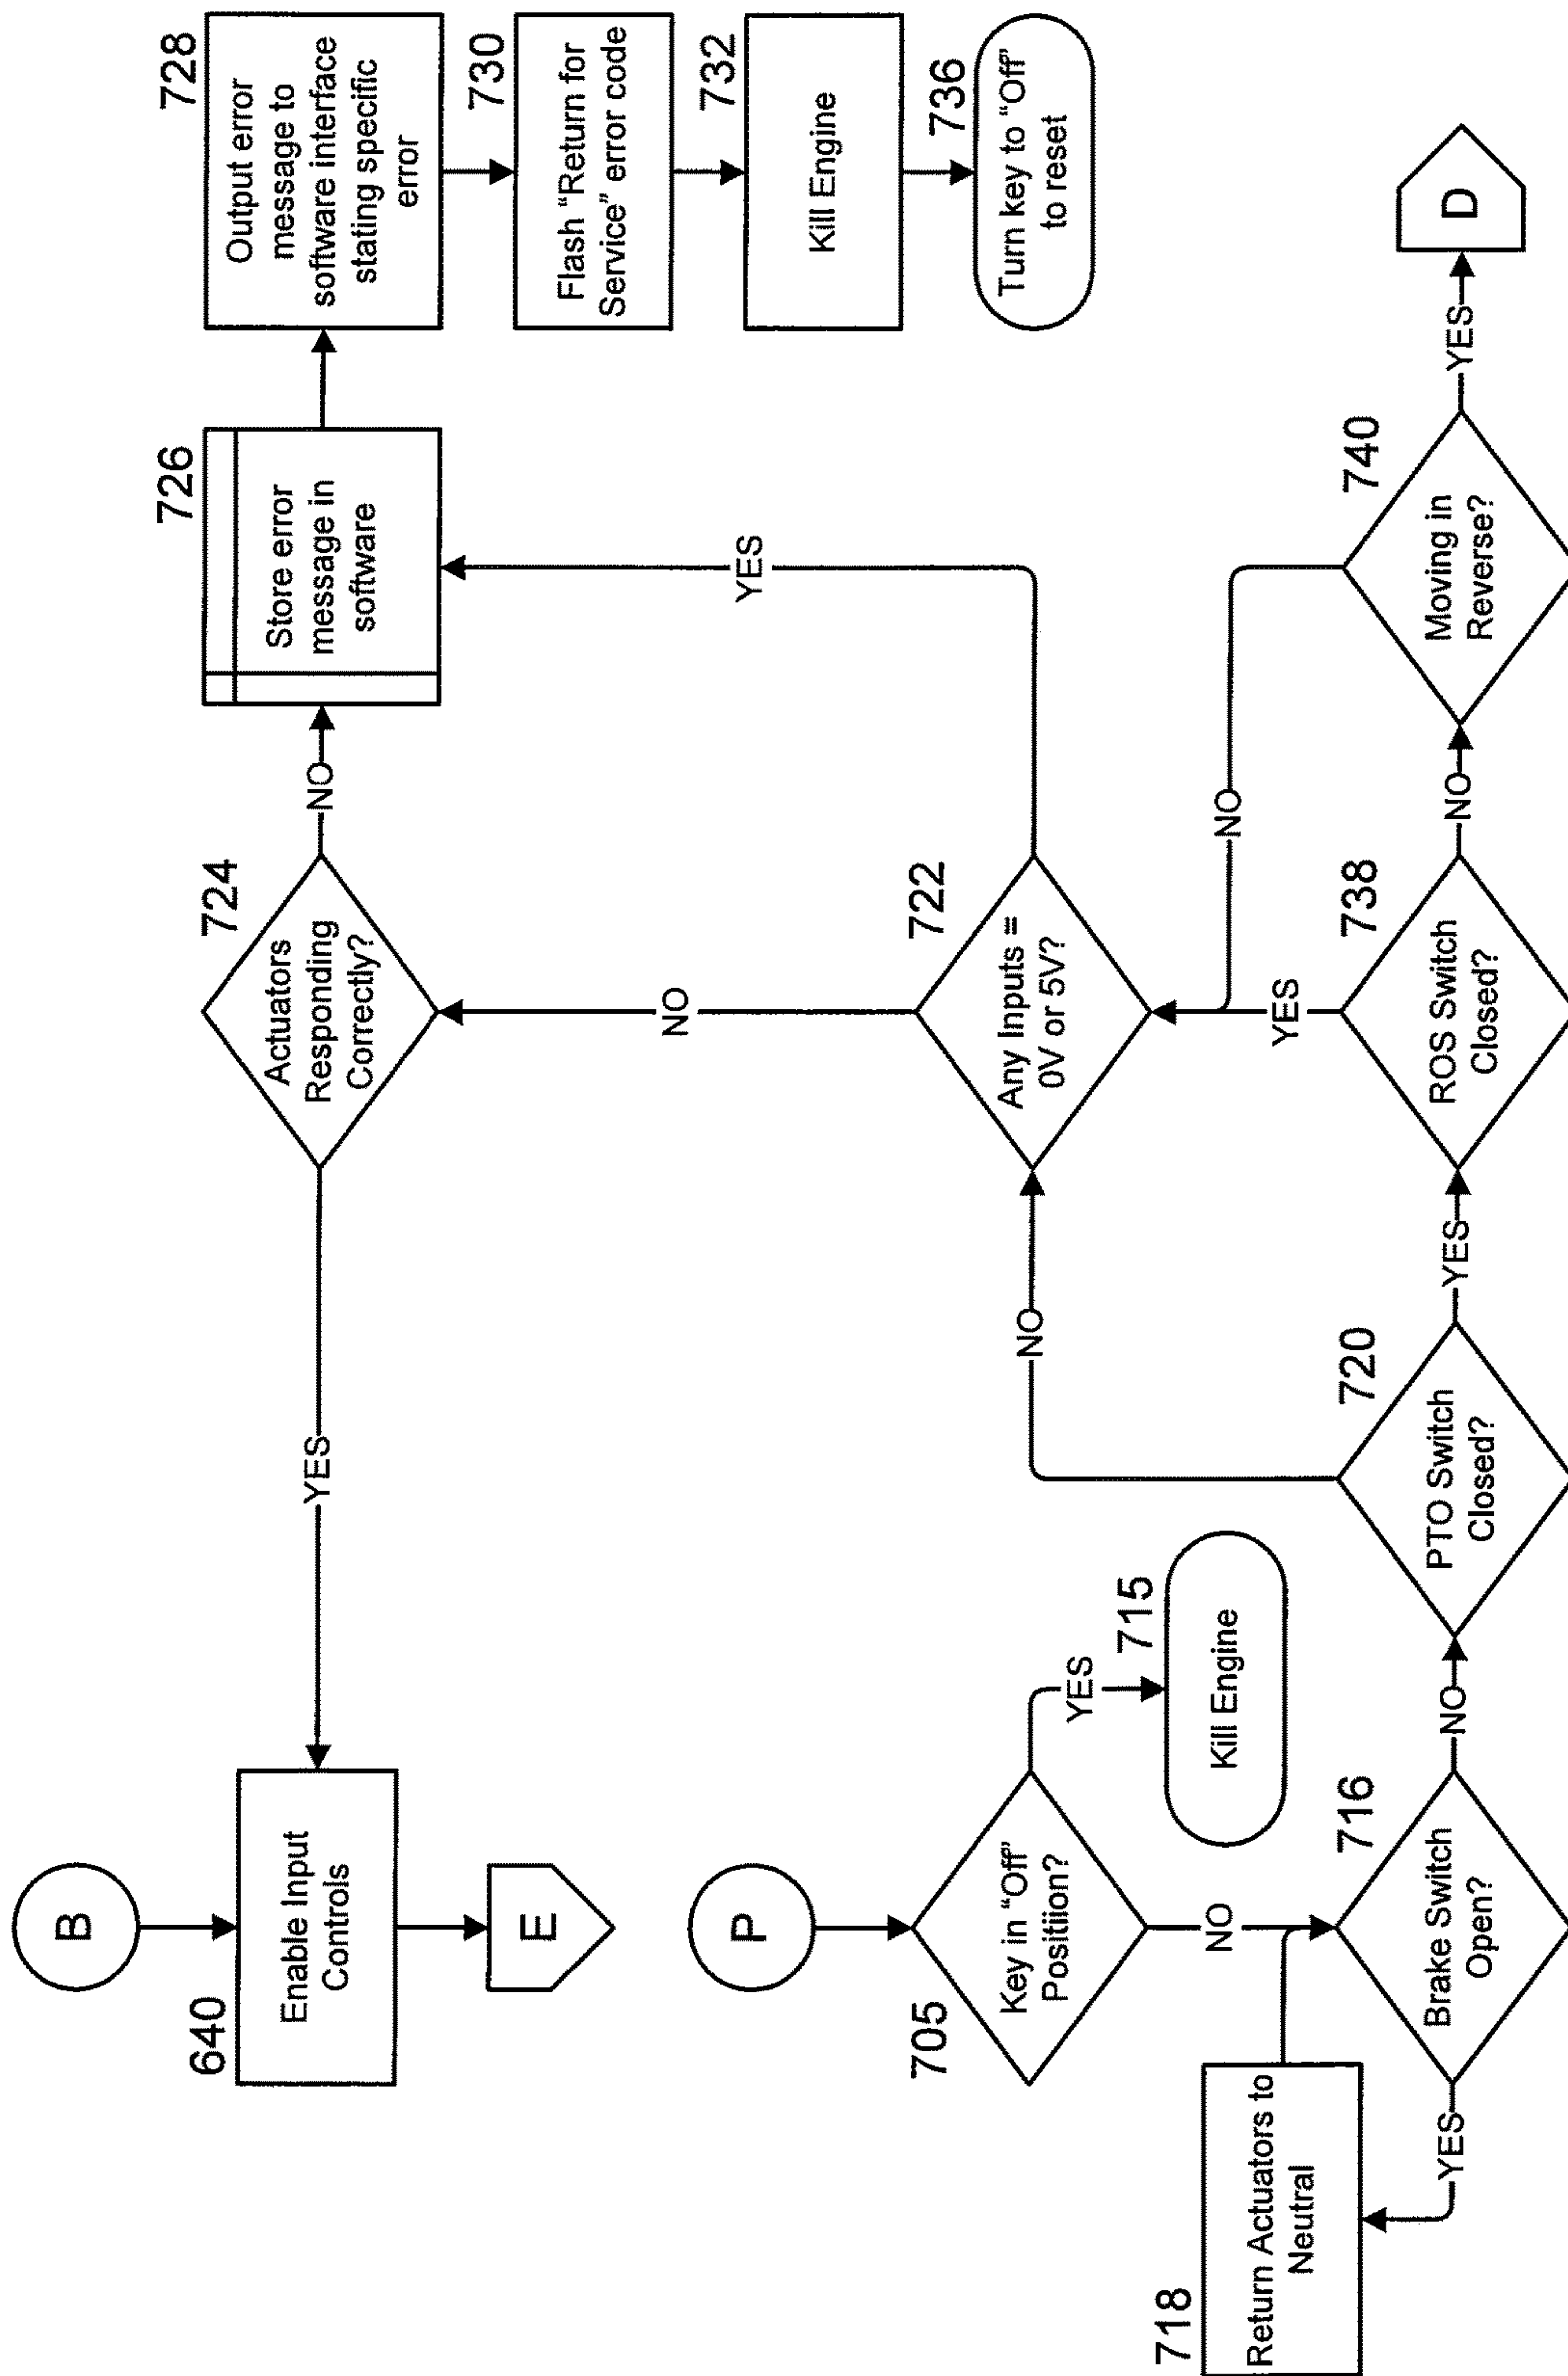 B
640
Enable Input
Controls
E
YES
724
Actuators
Responding
Correctly?
NO
726
Store error
message in
software
728
Output error
message to
software interface
stating specific
error
730
Flash “Return for
Service” error code
732
Kill Engine
736
Turn key to “Off”
to reset
P
705
Key in “Off”
Positiion?
YES
715
Kill Engine
NO
716
Brake Switch
Open?
YES
718
Return Actuators to
Neutral
NO
720
PTO Switch
Closed?
NO
722
Any Inputs =
0V or 5V?
NO
YES
YES
738
ROS Switch
Closed?
YES
NO
740
Moving in
Reverse?
NO
YES
D